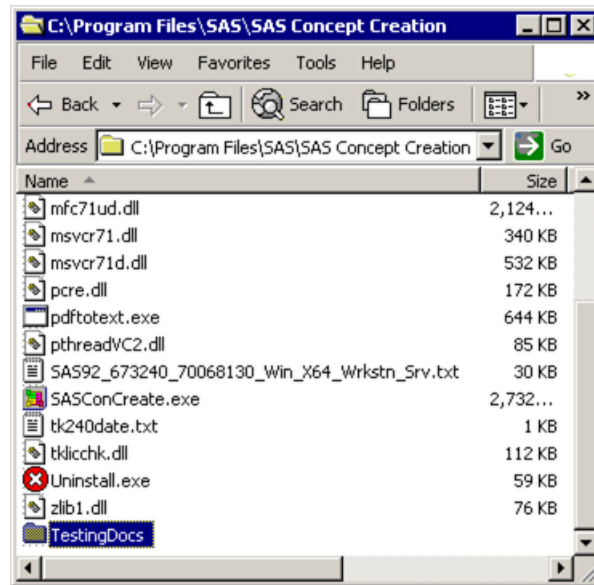 C:\Program Files\SAS\SAS Concept Creation
File Edit View Favorites Tools Help
Back Search Folders »
Address C:\Program Files\SAS\SAS Concept Creation Go
Name Size
mfc71ud.dll 2,124...
msvcr71.dll 340 KB
msvcr71d.dll 532 KB
pcre.dll 172 KB
pdftotext.exe 644 KB
pthreadVC2.dll 85 KB
SAS92_673240_70068130_Win_X64_Wrkstn_Srv.txt 30 KB
SASConCreate.exe 2,732...
tk240date.txt 1 KB
tklicchk.dll 112 KB
Uninstall.exe 59 KB
zlib1.dll 76 KB
TestingDocs